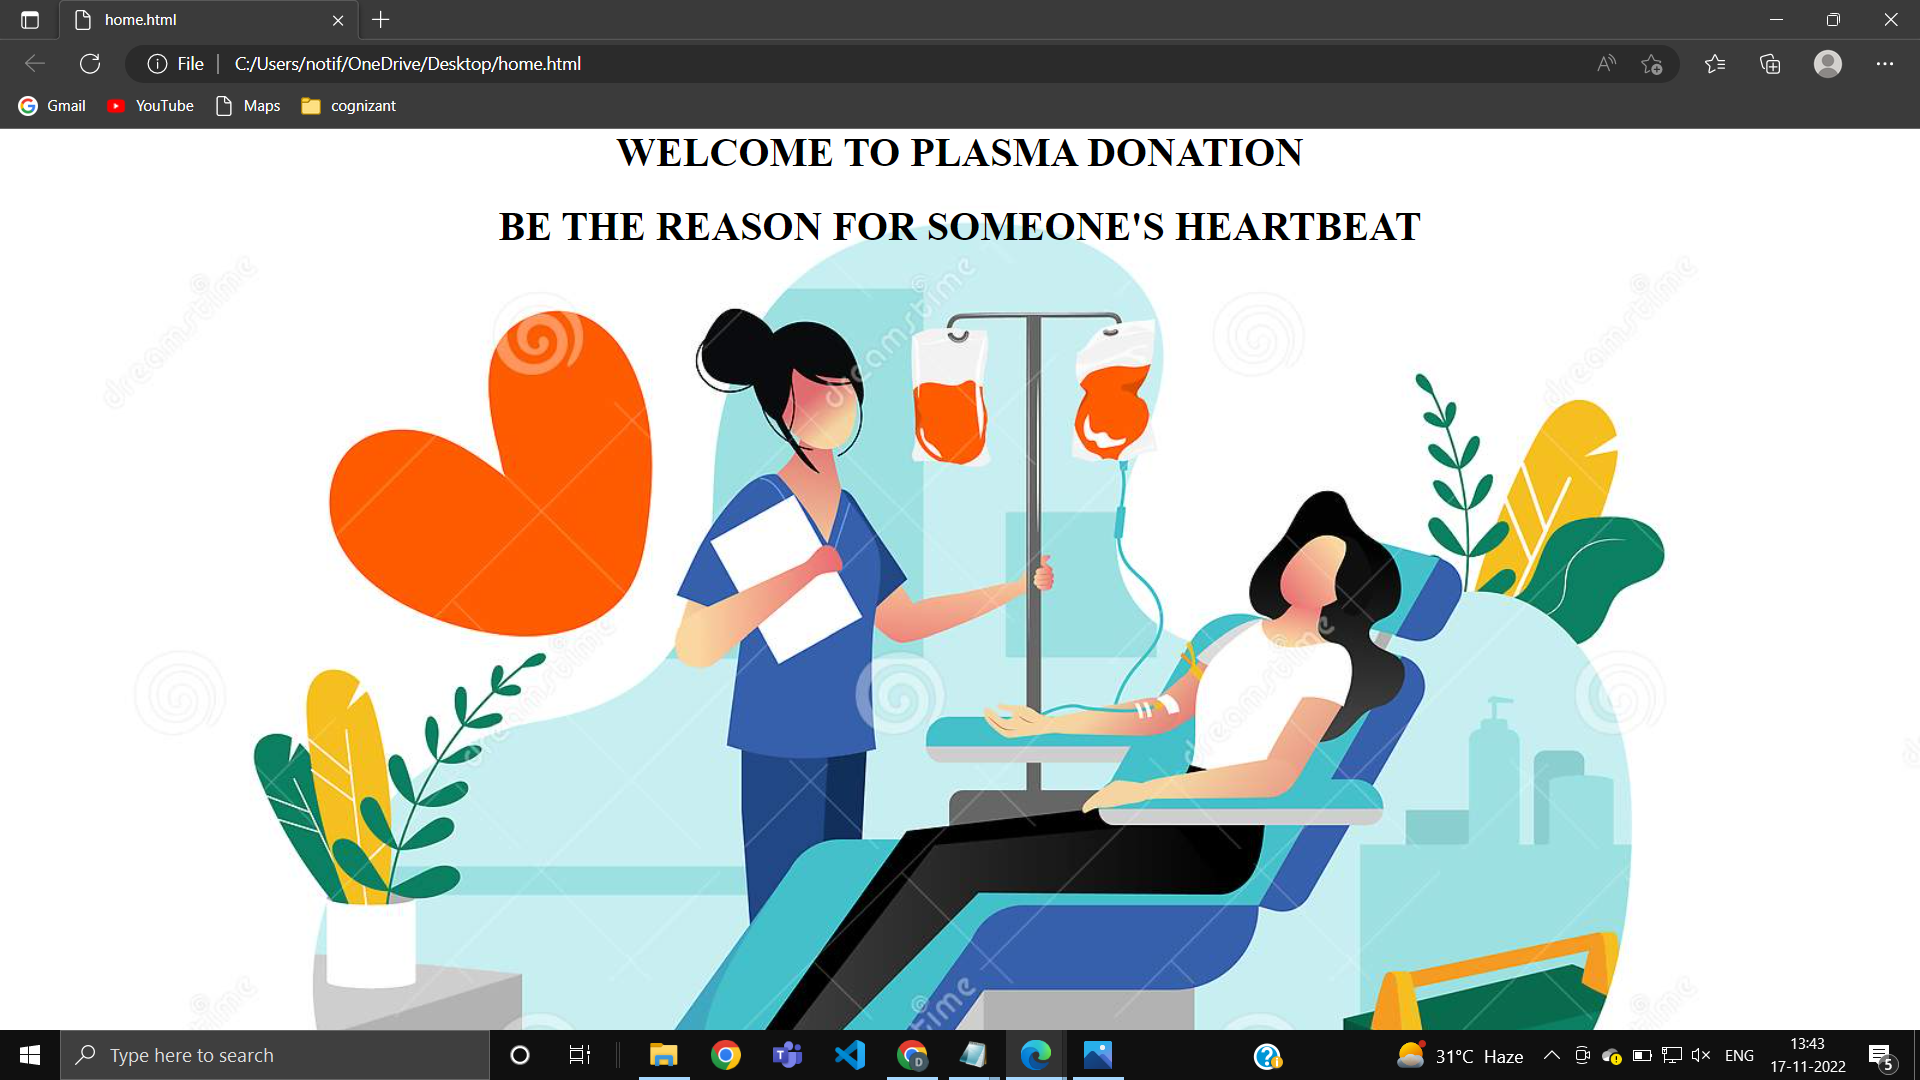 home.html
File
C:/Users/notif/OneDrive/Desktop/home.html
Gmail YouTube Maps cognizant
WELCOME TO PLASMA DONATION
BE THE REASON FOR SOMEONE'S HEARTBEAT
dreamstime
dreamstime
dreamstime
dreamstime
dreamstime
dreamstime
Type here to search
31°C Haze
ENG
13:43
17-11-2022
5